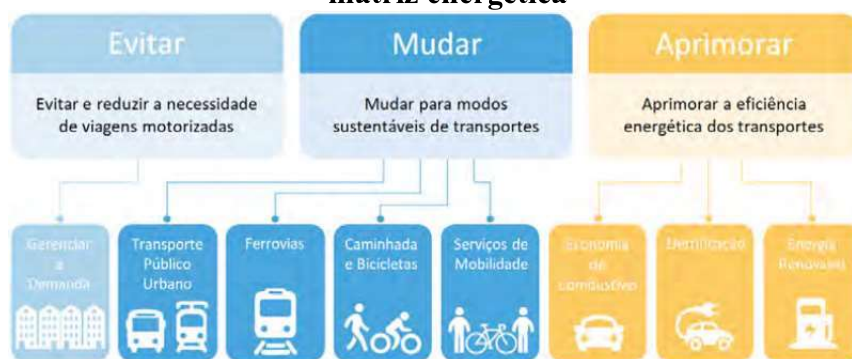 matriz energética
Evitar
Mudar
Aprimorar
Evitar e reduzir a necessidade
de viagens motorizadas
Mudar para modos
sustentáveis de transportes
Aprimorar a eficiência
energética dos transportes
Gerenciar
a
Demanda
Transporte
Público
Urbano
Ferrovias
Caminhada
e Bicicletas
Serviços de
Mobilidade
Economia
de
combustível
Eletrificação
Energia
Renovável